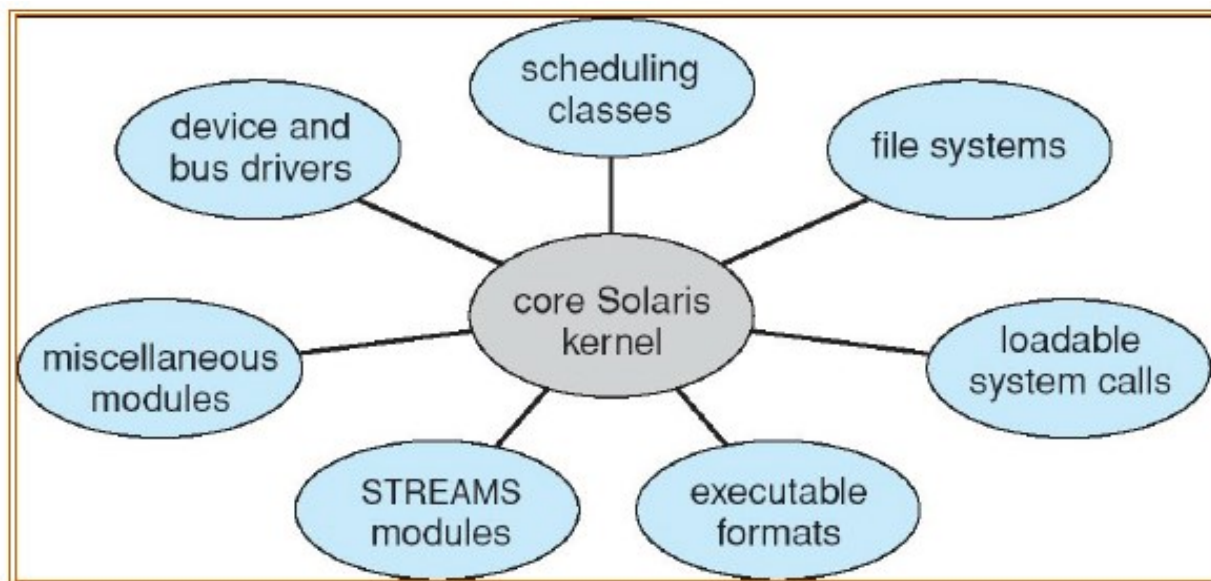 scheduling
classes
device and
bus drivers
file systems
core Solaris
kernel
miscellaneous
modules
loadable
system calls
STREAMS
modules
executable
formats